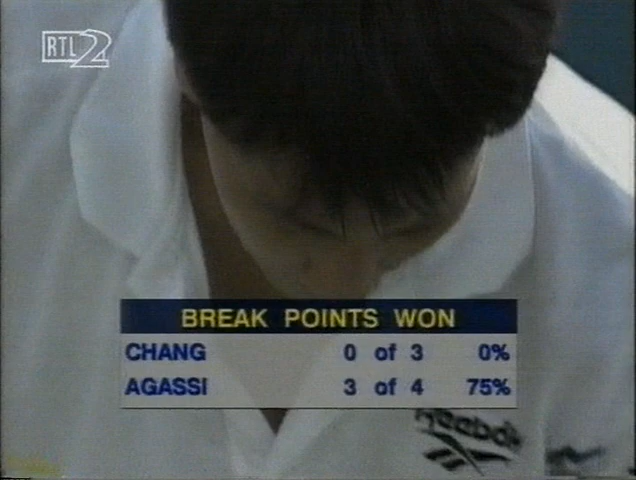 RTL2
BREAK POINTS WON
CHANG 0 of 3 0%
AGASSI 3 of 4 75%
Reebok